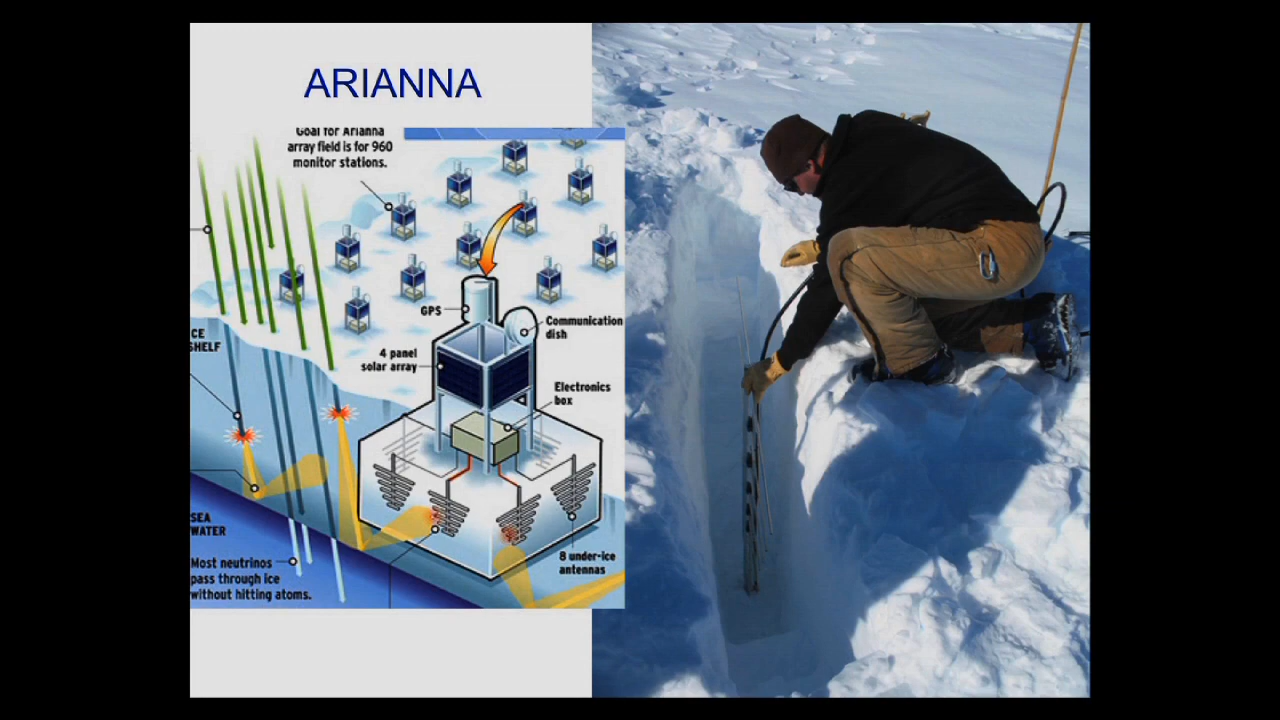 ARIANNA
Goal for Arianna
array field is for 960
monitor stations.
GPS
Communication
dish
4 panel
solar array
Electronics
box
CE
SHELF
SEA
WATER
Most neutrinos
pass through ice
without hitting atoms.
8 under-ice
antennas